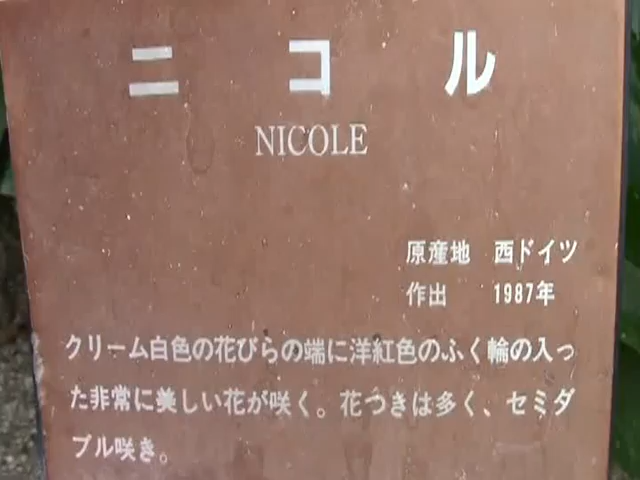 ニコル
NICOLE
原産地 西ドイツ
作出 1987年
クリーム白色の花びらの端に洋紅色のふく輪の入っ
た非常に美しい花が咲く。花つきは多く、セミダ
ブル咲き。